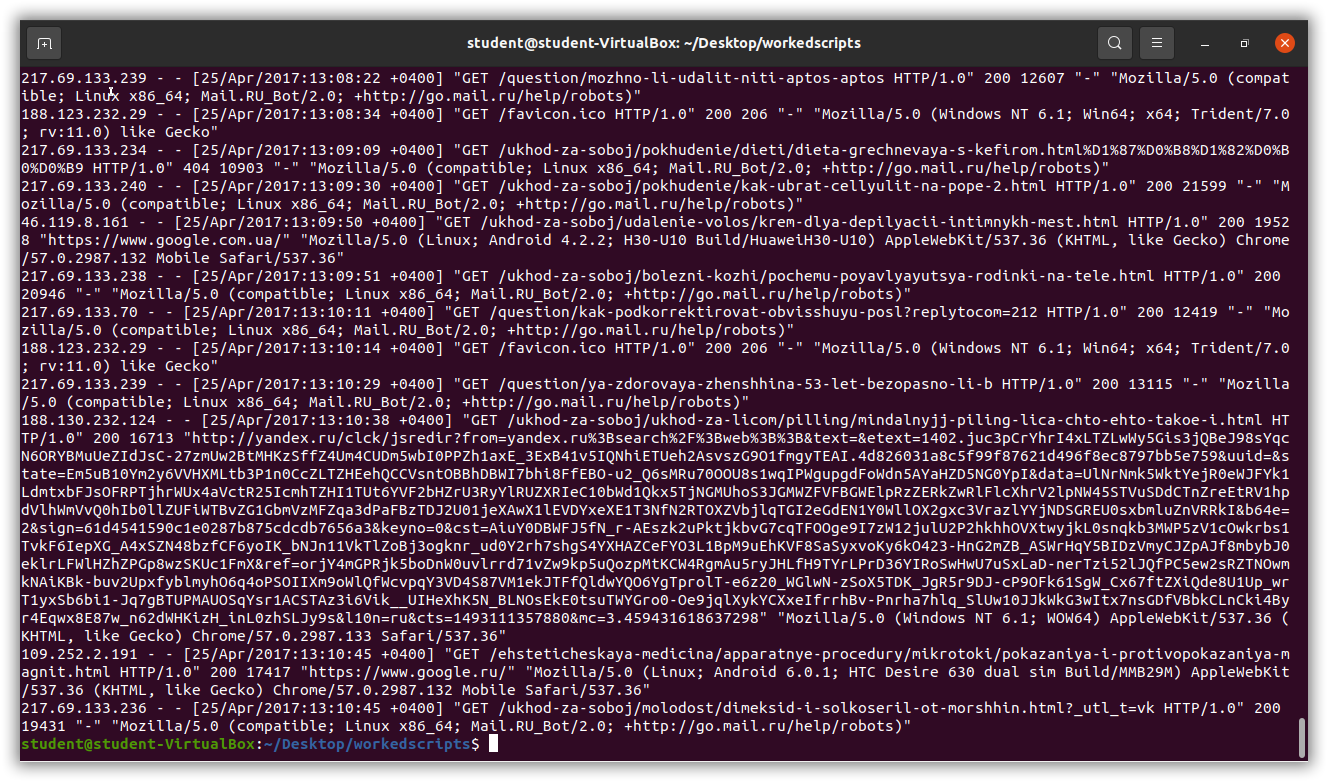 student@student-VirtualBox: ~/Desktop/workedscripts
217.69.133.239 - - [25/Apr/2017:13:08:22 +0400] "GET /question/mozhno-li-udalit-niti-aptos-aptos HTTP/1.0" 200 12607 "-" "Mozilla/5.0 (compat
ible; Linux x86_64; Mail.RU_Bot/2.0; +http://go.mail.ru/help/robots)"
188.123.232.29 - - [25/Apr/2017:13:08:34 +0400] "GET /favicon.ico HTTP/1.0" 200 206 "-" "Mozilla/5.0 (Windows NT 6.1; Win64; x64; Trident/7.0
; rv:11.0) like Gecko"
217.69.133.234 - - [25/Apr/2017:13:09:09 +0400] "GET /ukhod-za-soboj/pokhudenie/dieti/dieta-grechnevaya-s-kefirom.html%D1%87%D0%B8%D1%82%D0%B
0%D0%B9 HTTP/1.0" 404 10903 "-" "Mozilla/5.0 (compatible; Linux x86_64; Mail.RU_Bot/2.0; +http://go.mail.ru/help/robots)"
217.69.133.240 - - [25/Apr/2017:13:09:30 +0400] "GET /ukhod-za-soboj/pokhudenie/kak-ubrat-cellyulit-na-pope-2.html HTTP/1.0" 200 21599 "-" "M
ozilla/5.0 (compatible; Linux x86_64; Mail.RU_Bot/2.0; +http://go.mail.ru/help/robots)"
46.119.8.161 - - [25/Apr/2017:13:09:50 +0400] "GET /ukhod-za-soboj/udalenie-volos/krem-dlya-depilyacii-intimnykh-mest.html HTTP/1.0" 200 1952
8 "https://www.google.com.ua/" "Mozilla/5.0 (Linux; Android 4.2.2; H30-U10 Build/HuaweiH30-U10) AppleWebKit/537.36 (KHTML, like Gecko) Chrome
/57.0.2987.132 Mobile Safari/537.36"
217.69.133.238 - - [25/Apr/2017:13:09:51 +0400] "GET /ukhod-za-soboj/bolezni-kozhi/pochemu-poyavlyayutsya-rodinki-na-tele.html HTTP/1.0" 200
20946 "-" "Mozilla/5.0 (compatible; Linux x86_64; Mail.RU_Bot/2.0; +http://go.mail.ru/help/robots)"
217.69.133.70 - - [25/Apr/2017:13:10:11 +0400] "GET /question/kak-podkorrektirovat-obvisshuyu-posl?replytocom=212 HTTP/1.0" 200 12419 "-" "Mo
zilla/5.0 (compatible; Linux x86_64; Mail.RU_Bot/2.0; +http://go.mail.ru/help/robots)"
188.123.232.29 - - [25/Apr/2017:13:10:14 +0400] "GET /favicon.ico HTTP/1.0" 200 206 "-" "Mozilla/5.0 (Windows NT 6.1; Win64; x64; Trident/7.0
; rv:11.0) like Gecko"
217.69.133.239 - - [25/Apr/2017:13:10:29 +0400] "GET /question/ya-zdorovaya-zhenshhina-53-let-bezopasno-li-b HTTP/1.0" 200 13115 "-" "Mozilla
/5.0 (compatible; Linux x86_64; Mail.RU_Bot/2.0; +http://go.mail.ru/help/robots)"
188.130.232.124 - - [25/Apr/2017:13:10:38 +0400] "GET /ukhod-za-soboj/ukhod-za-licom/pilling/mindalnyjj-piling-lica-chto-ehto-takoe-i.html HT
TP/1.0" 200 16713 "http://yandex.ru/clck/jsredir?from=yandex.ru%3Bsearch%2F%3Bweb%3B%3B&text=&etext=1402.juc3pCrYhrI4xLTZLwWy5Gis3jQBeJ98sYqc
N6ORYBMuUeZIdJsC-27zmUw2BtMHKzSffZ4Um4CUDm5wbI0PPZh1axE_3ExB41v5IQNhiETUeh2AsvszG9O1fmgyTEAI.4d826031a8c5f99f87621d496f8ec8797bb5e759&uuid=&s
tate=Em5uB10Ym2y6VVHXMLtb3P1n0CcZLTZHEehQCCVsntOBBhDBWI7bhi8FfEBO-u2_Q6sMRu70OOU8s1wqIPWgupgdFoWdn5AYaHZD5NG0YpI&data=UlNrNmk5WktYejR0eWJFYk1
LdmtxbFJsOFRPTjhrWUx4aVctR25IcmhTZHI1TUt6YVF2bHZrU3RyYlRUZXRIeC10bWd1Qkx5TjNGMUhoS3JGMWZFVFBGWElpRzZERkZwRlFlcXhrV2lpNW45STVuSDdCTnZreEtRV1hp
dVlhWmVvQ0hIb0llZUFiWTBvZG1GbmVzMFZqa3dPaFBzTDJ2U01jeXAwX1lEVDYxeXE1T3NfN2RTOXZVbjlqTGI2eGdEN1Y0WllOX2gxc3VrazlYYjNDSGREU0sxbmluZnVRRkI&b64e=
2&sign=61d4541590c1e0287b875cdcdb7656a3&keyno=0&cst=AiuY0DBWFJ5fN_r-AEszk2uPktjkbvG7cqTFOOge9I7zW12julU2P2hkhhOVXtwyjkL0snqkb3MWP5zV1cOwkrbs1
TvkF6IepXG_A4xSZN48bzfCF6yoIK_bNJn11VkTlZoBj3ogknr_ud0Y2rh7shgS4YXHAZCeFYO3L1BpM9uEhKVF8SaSyxvoKy6kO423-HnG2mZB_ASWrHqY5BIDzVmyCJZpAJf8mbybJ0
eklrLFWlHZhZPGp8wzSKUc1FmX&ref=orjY4mGPRjk5boDnW0uvlrrd71vZw9kp5uQozpMtKCW4RgmAu5ryJHLfH9TYrLPrD36YIRoSwHwU7uSxLaD-nerTzi52lJQfPC5ew2sRZTNOwm
kNAiKBk-buv2UpxfyblmyhO6q4oPSOIIXm9oWlQfWcvpqY3VD4S87VM1ekJTFfQldwYQO6YgTprolT-e6z20_WGlwN-zSoX5TDK_JgR5r9DJ-cP9OFk61SgW_Cx67ftZXiQde8U1Up_wr
T1yxSb6bi1-Jq7gBTUPMAUOSqYsr1ACSTAz3i6Vik__UIHeXhK5N_BLNOsEkE0tsuTWYGro0-Oe9jqlXykYCXxeIfrrhBv-Pnrha7hlq_SlUw10JJkWkG3wItx7nsGDfVBbkCLnCki4By
r4Eqwx8E87w_n62dWHKizH_inL0zhSLJy9s&l10n=ru&cts=1493111357880&mc=3.459431618637298" "Mozilla/5.0 (Windows NT 6.1; WOW64) AppleWebKit/537.36 (
KHTML, like Gecko) Chrome/57.0.2987.133 Safari/537.36"
109.252.2.191 - - [25/Apr/2017:13:10:45 +0400] "GET /ehsteticheskaya-medicina/apparatnye-procedury/mikrotoki/pokazaniya-i-protivopokazaniya-m
agnit.html HTTP/1.0" 200 17417 "https://www.google.ru/" "Mozilla/5.0 (Linux; Android 6.0.1; HTC Desire 630 dual sim Build/MMB29M) AppleWebKit
/537.36 (KHTML, like Gecko) Chrome/57.0.2987.132 Mobile Safari/537.36"
217.69.133.236 - - [25/Apr/2017:13:10:45 +0400] "GET /ukhod-za-soboj/molodost/dimeksid-i-solkoseril-ot-morshhin.html?_utl_t=vk HTTP/1.0" 200
19431 "-" "Mozilla/5.0 (compatible; Linux x86_64; Mail.RU_Bot/2.0; +http://go.mail.ru/help/robots)"
student@student-VirtualBox:~/Desktop/workedscripts$